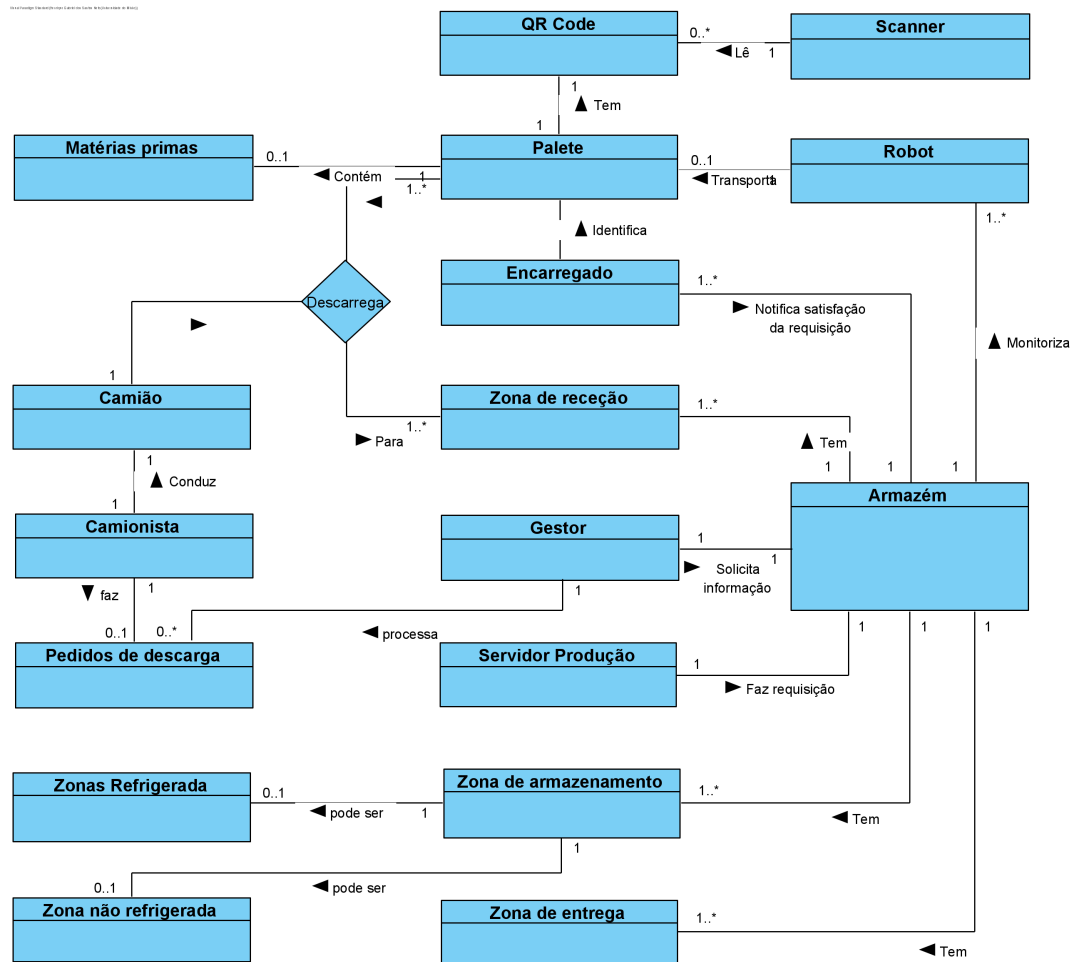 QR Code
Scanner
0..*
Lê
1
1
Tem
1
Matérias primas
Palete
Robot
0..1
Contém
1
1..*
0..1
Transporta
1
1..*
Identifica
Encarregado
1..*
Notifica satisfação
da requisição
Descarrega
Monitoriza
1
Camião
Zona de receção
1..*
1..*
Para
Tem
1
1
1
1
Conduz
1
Armazém
Camionista
Gestor
1
1
Solicita
informação
faz
1
1
0..1
0..*
processa
Pedidos de descarga
Servidor Produção
1
1
1
1
Faz requisição
Zonas Refrigerada
Zona de armazenamento
0..1
pode ser
1
1..*
Tem
1
0..1
pode ser
Zona não refrigerada
Zona de entrega
1..*
Tem